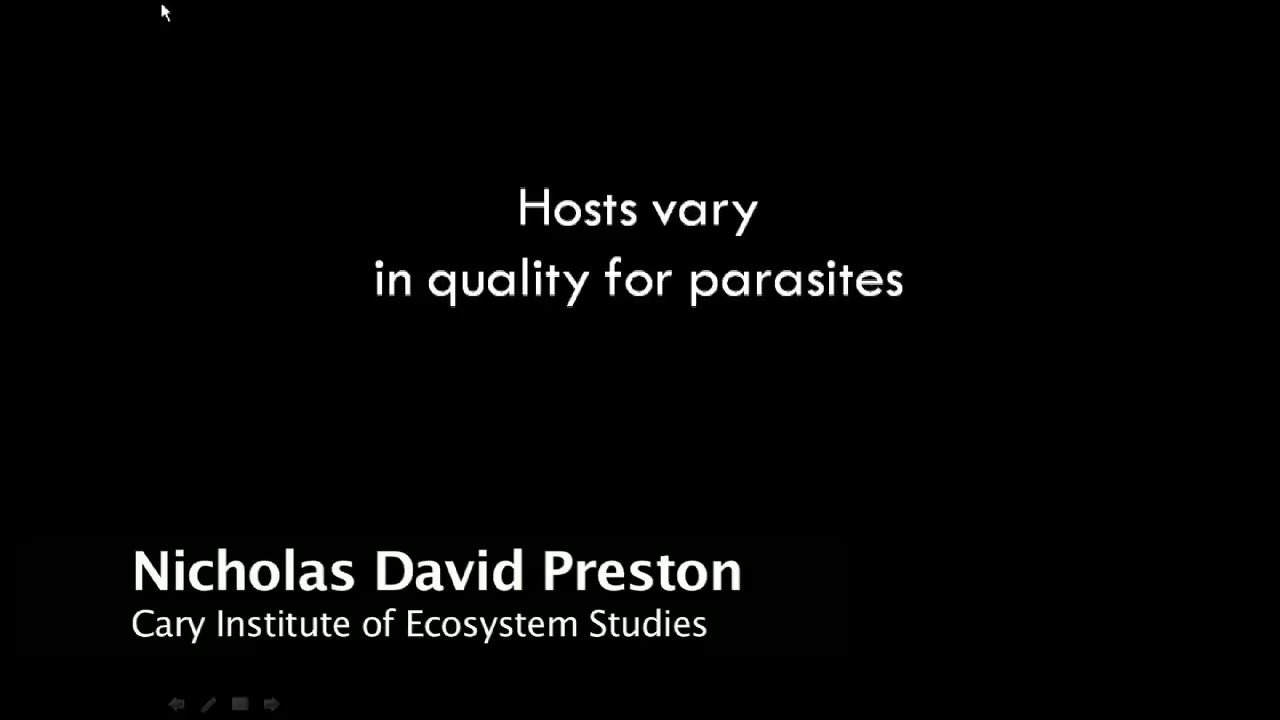 Hosts vary
in quality for parasites
Nicholas David Preston
Cary Institute of Ecosystem Studies